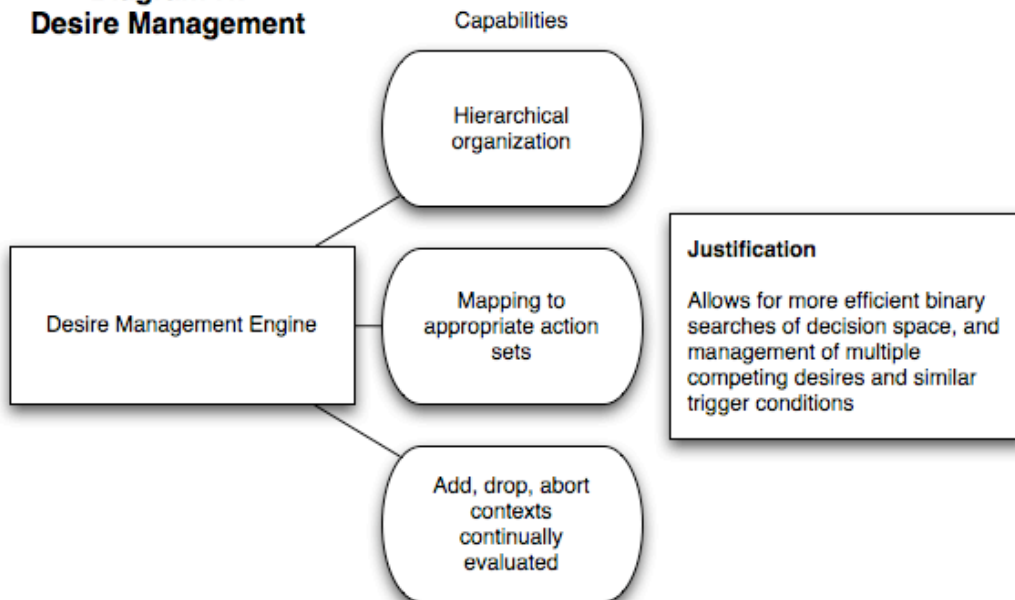 Desire Management
Capabilities
Hierarchical
organization
Desire Management Engine
Mapping to
appropriate action
sets
Add, drop, abort
contexts
continually
evaluated
Justification
Allows for more efficient binary
searches of decision space, and
management of multiple
competing desires and similar
trigger conditions